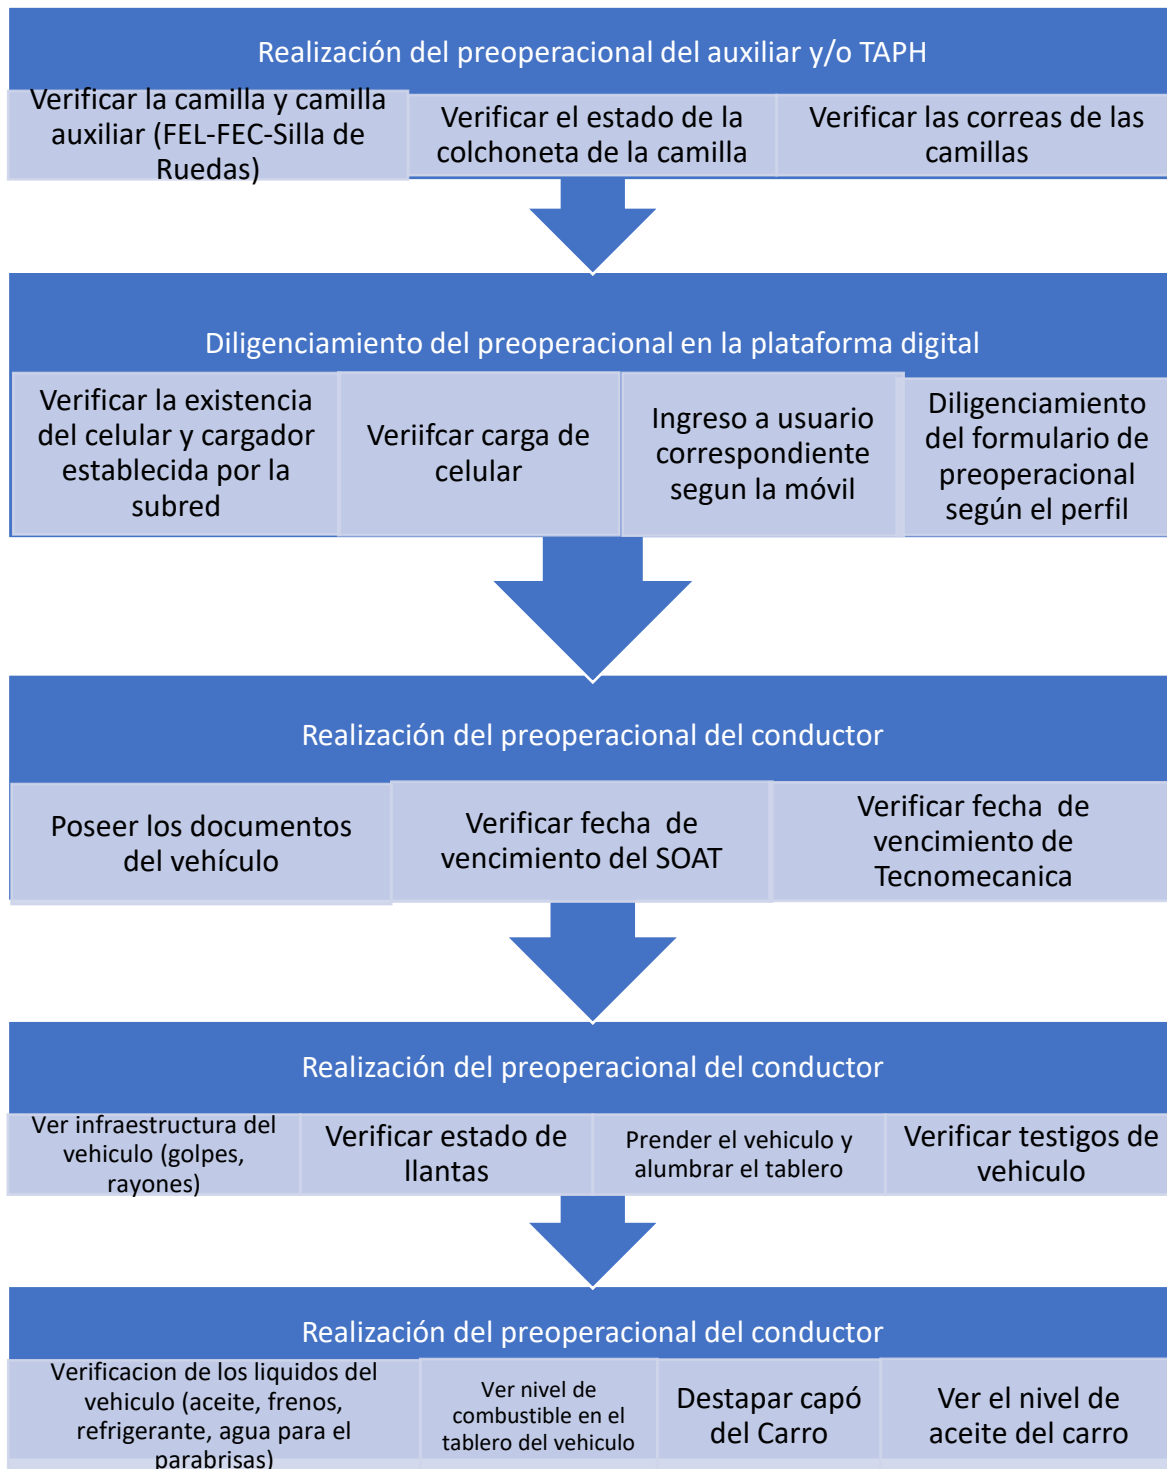 Realización del preoperacional del auxiliar y/o TAPH
Verificar la camilla y camilla
auxiliar (FEL-FEC-Silla de
Ruedas)
Verificar el estado de la
colchoneta de la camilla
Verificar las correas de las
camillas
Diligenciamiento del preoperacional en la plataforma digital
Verificar la existencia
del celular y cargador
establecida por la
subred
Veriifcar carga de
celular
Ingreso a usuario
correspondiente
segun la móvil
Diligenciamiento
del formulario de
preoperacional
según el perfil
Realización del preoperacional del conductor
Poseer los documentos
del vehículo
Verificar fecha de
vencimiento del SOAT
Verificar fecha de
vencimiento de
Tecnomecanica
Realización del preoperacional del conductor
Ver infraestructura del
vehiculo (golpes,
rayones)
Verificar estado de
llantas
Prender el vehiculo y
alumbrar el tablero
Verificar testigos de
vehiculo
Realización del preoperacional del conductor
Verificacion de los liquidos del
vehiculo (aceite, frenos,
refrigerante, agua para el
parabrisas)
Ver nivel de
combustible en el
tablero del vehiculo
Destapar capó
del Carro
Ver el nivel de
aceite del carro